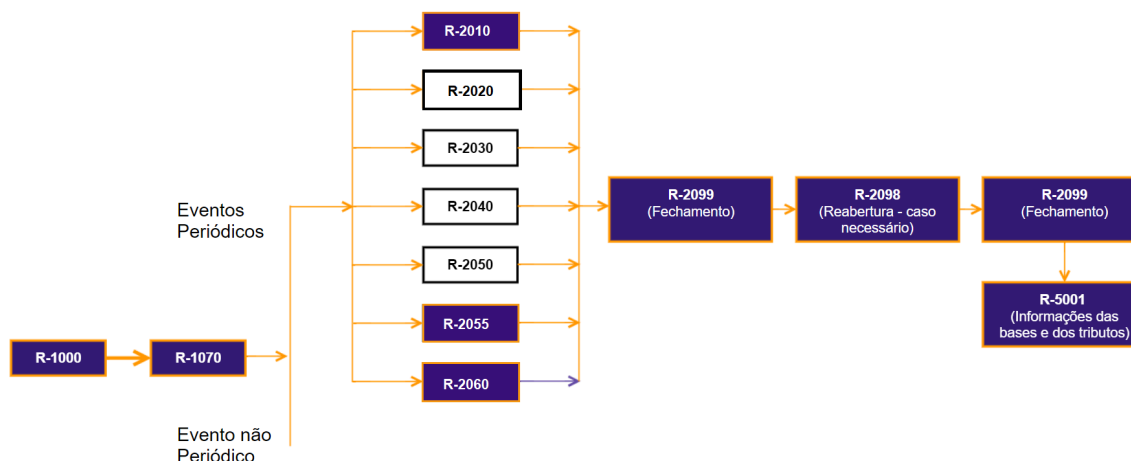 R-2010
R-2020
R-2030
R-2040
R-2050
R-2055
R-2060
Eventos
Periódicos
R-1000
R-1070
Evento não
Periódico
R-2099
(Fechamento)
R-2098
(Reabertura - caso
necessário)
R-2099
(Fechamento)
R-5001
(Informações das
bases e dos tributos)